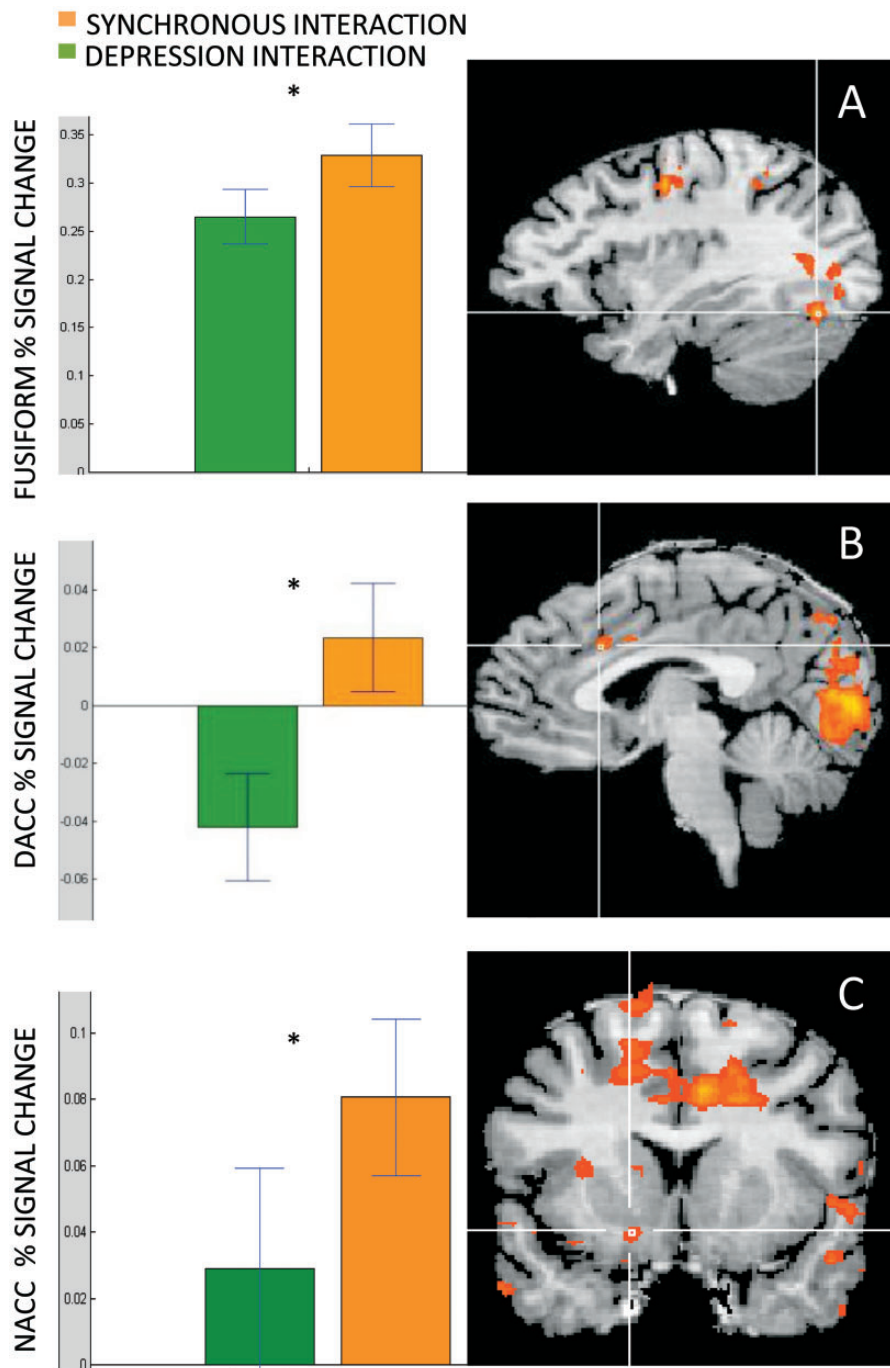 SYNCHRONOUS INTERACTION
DEPRESSION INTERACTION
FUSIFORM % SIGNAL CHANGE
*
0.35
0.3
0.25
0.2
0.15
0.1
0.05
0
A
DACC % SIGNAL CHANGE
*
0.04
0.02
0
-0.02
-0.04
-0.06
B
NACC % SIGNAL CHANGE
*
0.1
0.08
0.06
0.04
0.02
0
C